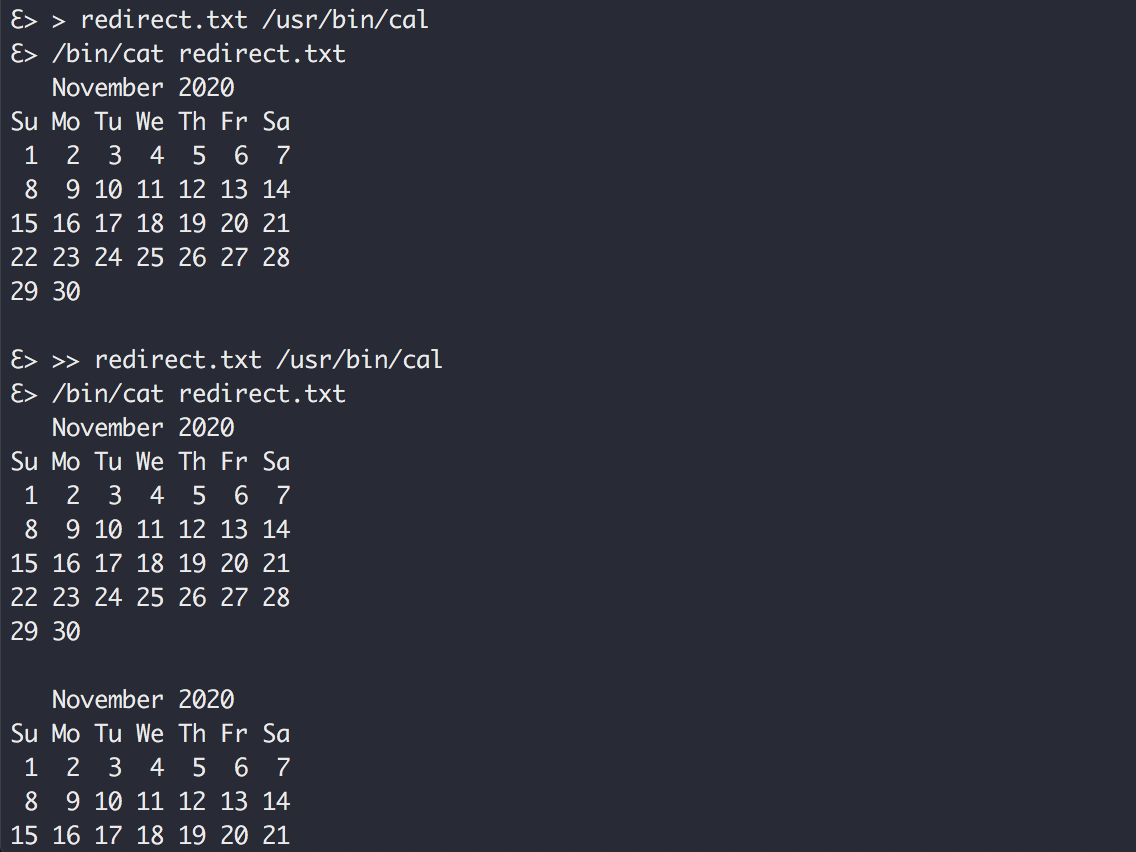 Ɛ> > redirect.txt /usr/bin/cal
Ɛ> /bin/cat redirect.txt
   November 2020
Su Mo Tu We Th Fr Sa
 1  2  3  4  5  6  7
 8  9 10 11 12 13 14
15 16 17 18 19 20 21
22 23 24 25 26 27 28
29 30

Ɛ> >> redirect.txt /usr/bin/cal
Ɛ> /bin/cat redirect.txt
   November 2020
Su Mo Tu We Th Fr Sa
 1  2  3  4  5  6  7
 8  9 10 11 12 13 14
15 16 17 18 19 20 21
22 23 24 25 26 27 28
29 30

   November 2020
Su Mo Tu We Th Fr Sa
 1  2  3  4  5  6  7
 8  9 10 11 12 13 14
15 16 17 18 19 20 21